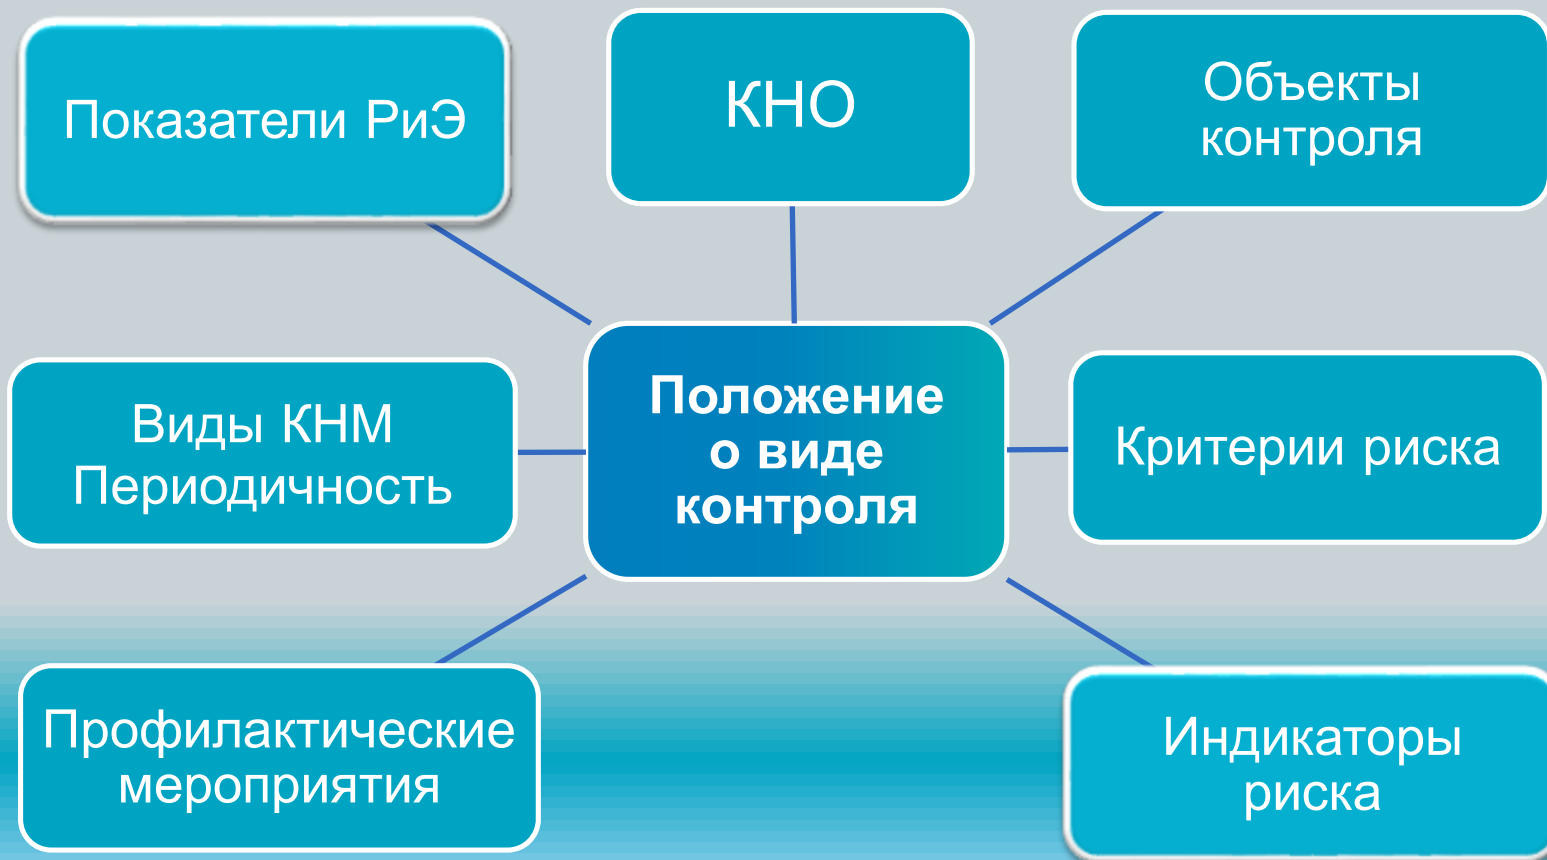 Показатели РиЭ
КНО
Объекты
контроля
Виды КНМ
Периодичность
Положение
о виде
контроля
Критерии риска
Профилактические
мероприятия
Индикаторы
риска